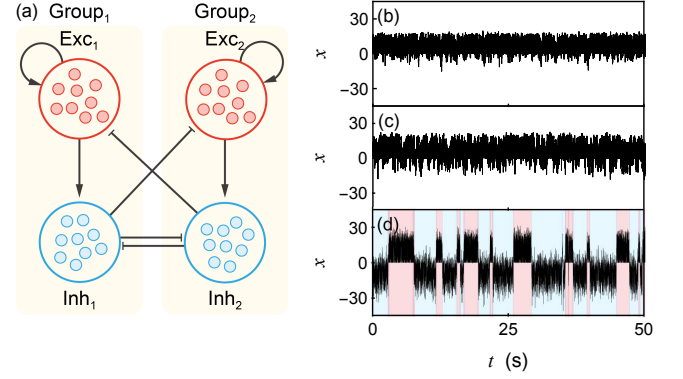 (a) Group₁ Group₂
Exc₁ Exc₂
Inh₁ Inh₂
(b)
30
0
−30
x
(c)
30
0
−30
x
(d)
30
0
−30
x
0 25 50
t (s)